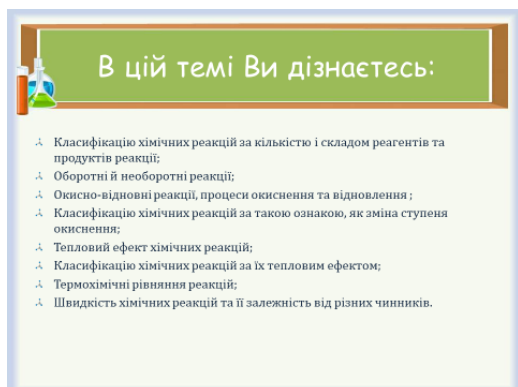 В цій темі Ви дізнаєтесь:
Класифікацію хімічних реакцій за кількістю і складом реагентів та
продуктів реакції;
Оборотні й необоротні реакції;
Окисно-відновні реакції, процеси окиснення та відновлення ;
Класифікацію хімічних реакцій за такою ознакою, як зміна ступеня
окиснення;
Тепловий ефект хімічних реакцій;
Класифікацію хімічних реакцій за їх тепловим ефектом;
Термохімічні рівняння реакцій;
Швидкість хімічних реакцій та її залежність від різних чинників.